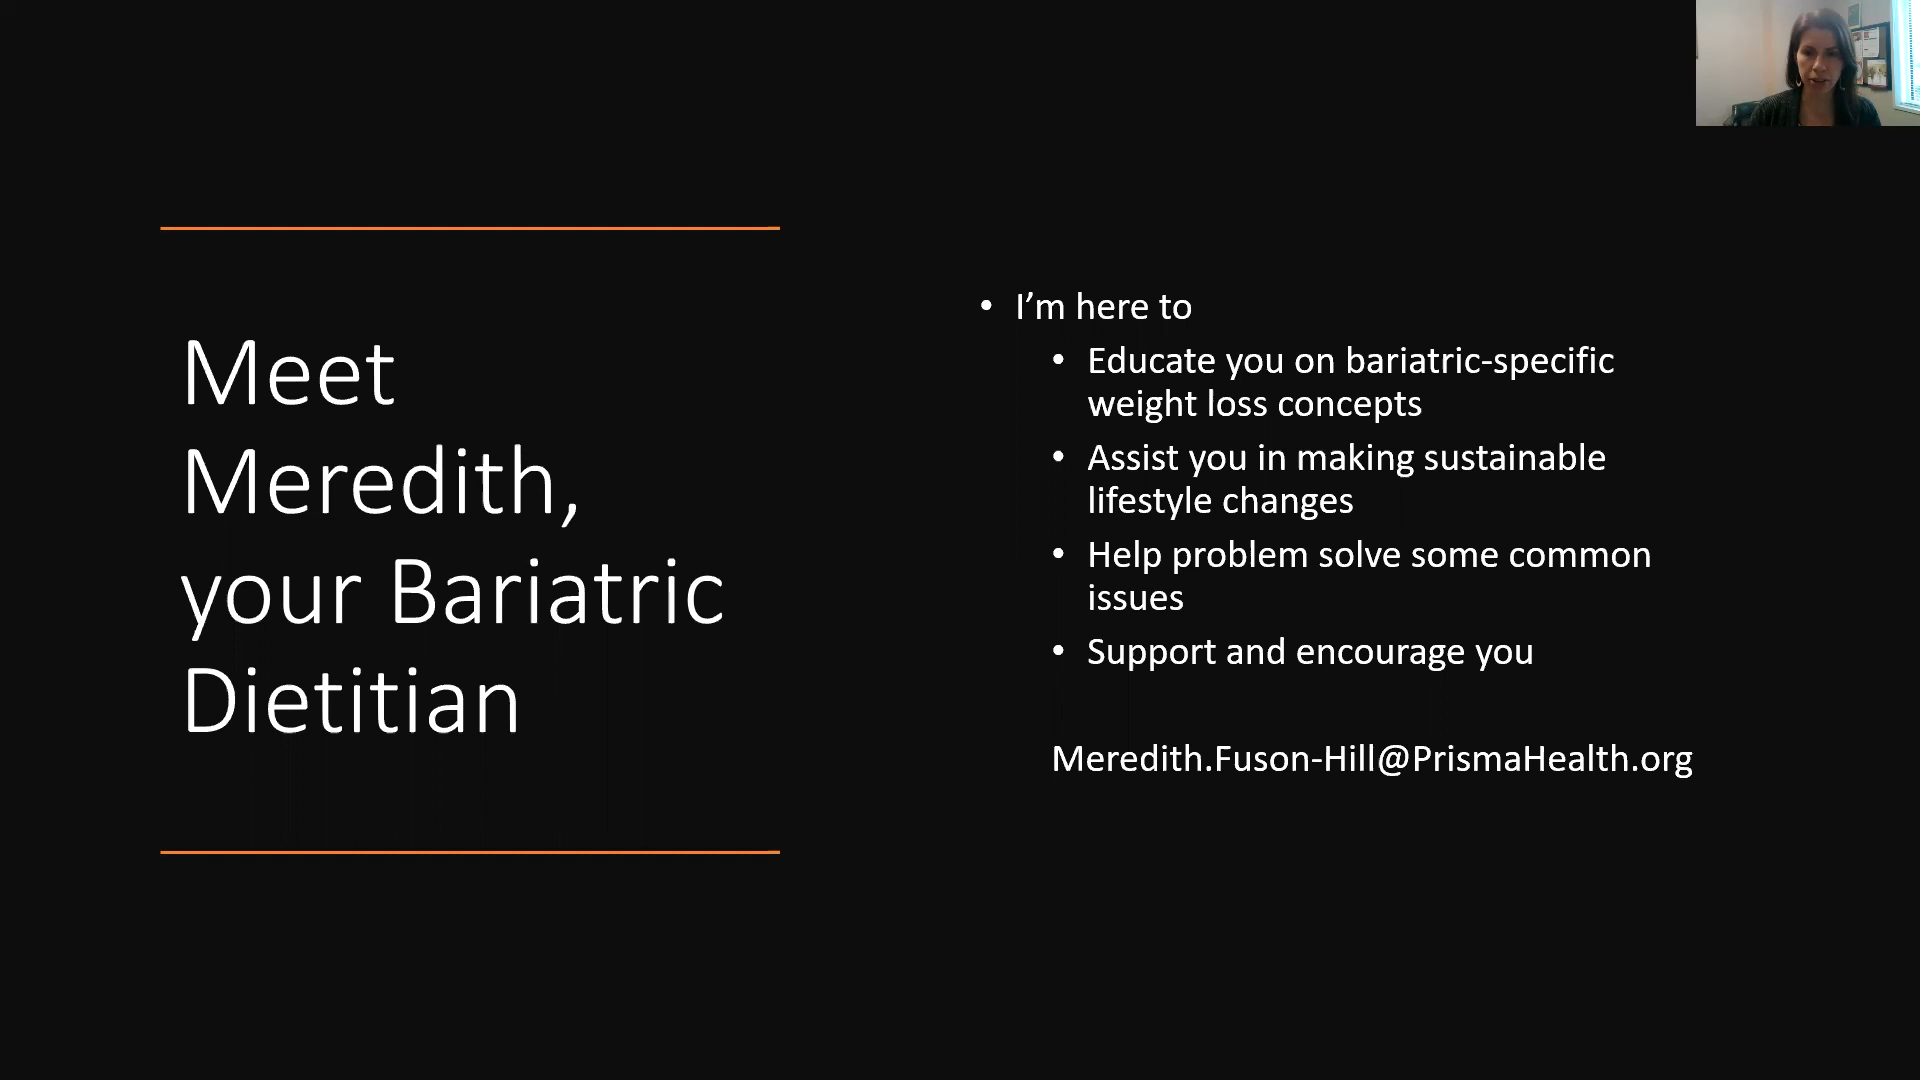 Meet
Meredith,
your Bariatric
Dietitian
• I’m here to
• Educate you on bariatric-specific
weight loss concepts
• Assist you in making sustainable
lifestyle changes
• Help problem solve some common
issues
• Support and encourage you
Meredith.Fuson-Hill@PrismaHealth.org